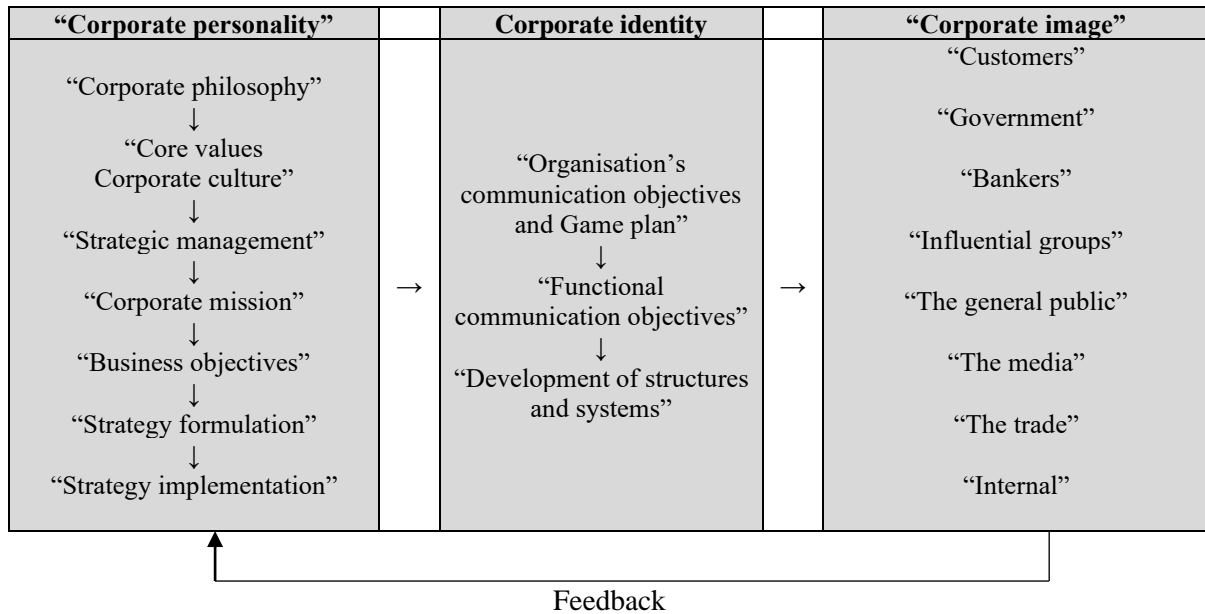 “Corporate personality”
Corporate identity
“Corporate image”
“Corporate philosophy”
↓
“Core values
Corporate culture”
↓
“Strategic management”
↓
“Corporate mission”
↓
“Business objectives”
↓
“Strategy formulation”
↓
“Strategy implementation”
→
“Organisation’s
communication objectives
and Game plan”
↓
“Functional
communication objectives”
↓
“Development of structures
and systems”
→
“Customers”
“Government”
“Bankers”
“Influential groups”
“The general public”
“The media”
“The trade”
“Internal”
Feedback